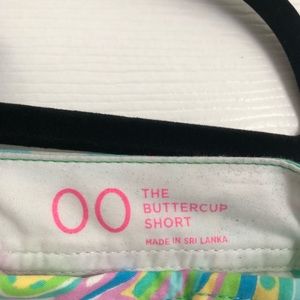 00 THE
BUTTERCUP
SHORT
MADE IN SRI LANKA